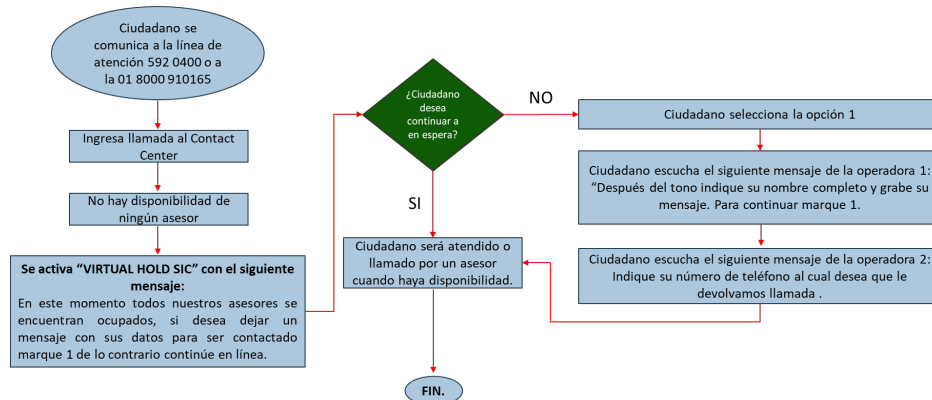 Ciudadano se
comunica a la línea de
atención 592 0400 o a
la 01 8000 910165
Ingresa llamada al Contact
Center
No hay disponibilidad de
ningún asesor
Se activa “VIRTUAL HOLD SIC” con el siguiente
mensaje:
En este momento todos nuestros asesores se
encuentran ocupados, si desea dejar un
mensaje con sus datos para ser contactado
marque 1 de lo contrario continúe en línea.
¿Ciudadano
desea
continuar a
en espera?
NO
Ciudadano selecciona la opción 1
Ciudadano escucha el siguiente mensaje de la operadora 1:
“Después del tono indique su nombre completo y grabe su
mensaje. Para continuar marque 1.
Ciudadano escucha el siguiente mensaje de la operadora 2:
Indique su número de teléfono al cual desea que le
devolvamos llamada .
SI
Ciudadano será atendido o
llamado por un asesor
cuando haya disponibilidad.
FIN.